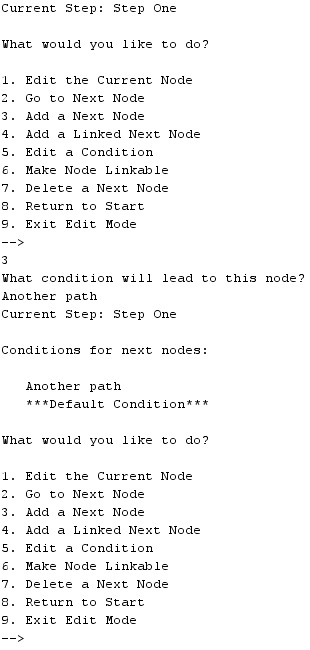 Current Step: Step One
What would you like to do?
1. Edit the Current Node
2. Go to Next Node
3. Add a Next Node
4. Add a Linked Next Node
5. Edit a Condition
6. Make Node Linkable
7. Delete a Next Node
8. Return to Start
9. Exit Edit Mode
-->
3
What condition will lead to this node?
Another path
Current Step: Step One
Conditions for next nodes:
Another path
***Default Condition***
What would you like to do?
1. Edit the Current Node
2. Go to Next Node
3. Add a Next Node
4. Add a Linked Next Node
5. Edit a Condition
6. Make Node Linkable
7. Delete a Next Node
8. Return to Start
9. Exit Edit Mode
-->